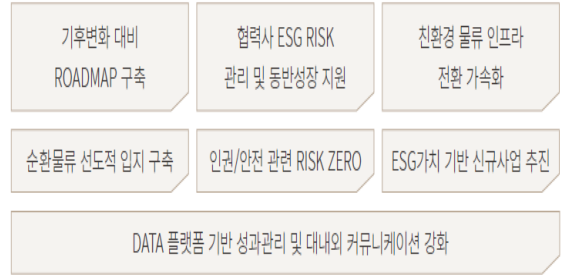 기후변화 대비
ROADMAP 구축
협력사 ESG RISK
관리 및 동반성장 지원
친환경 물류 인프라
전환 가속화
순환물류 선도적 입지 구축
인권/안전 관련 RISK ZERO
ESG가치 기반 신규사업 추진
DATA 플랫폼 기반 성과관리 및 대내외 커뮤니케이션 강화